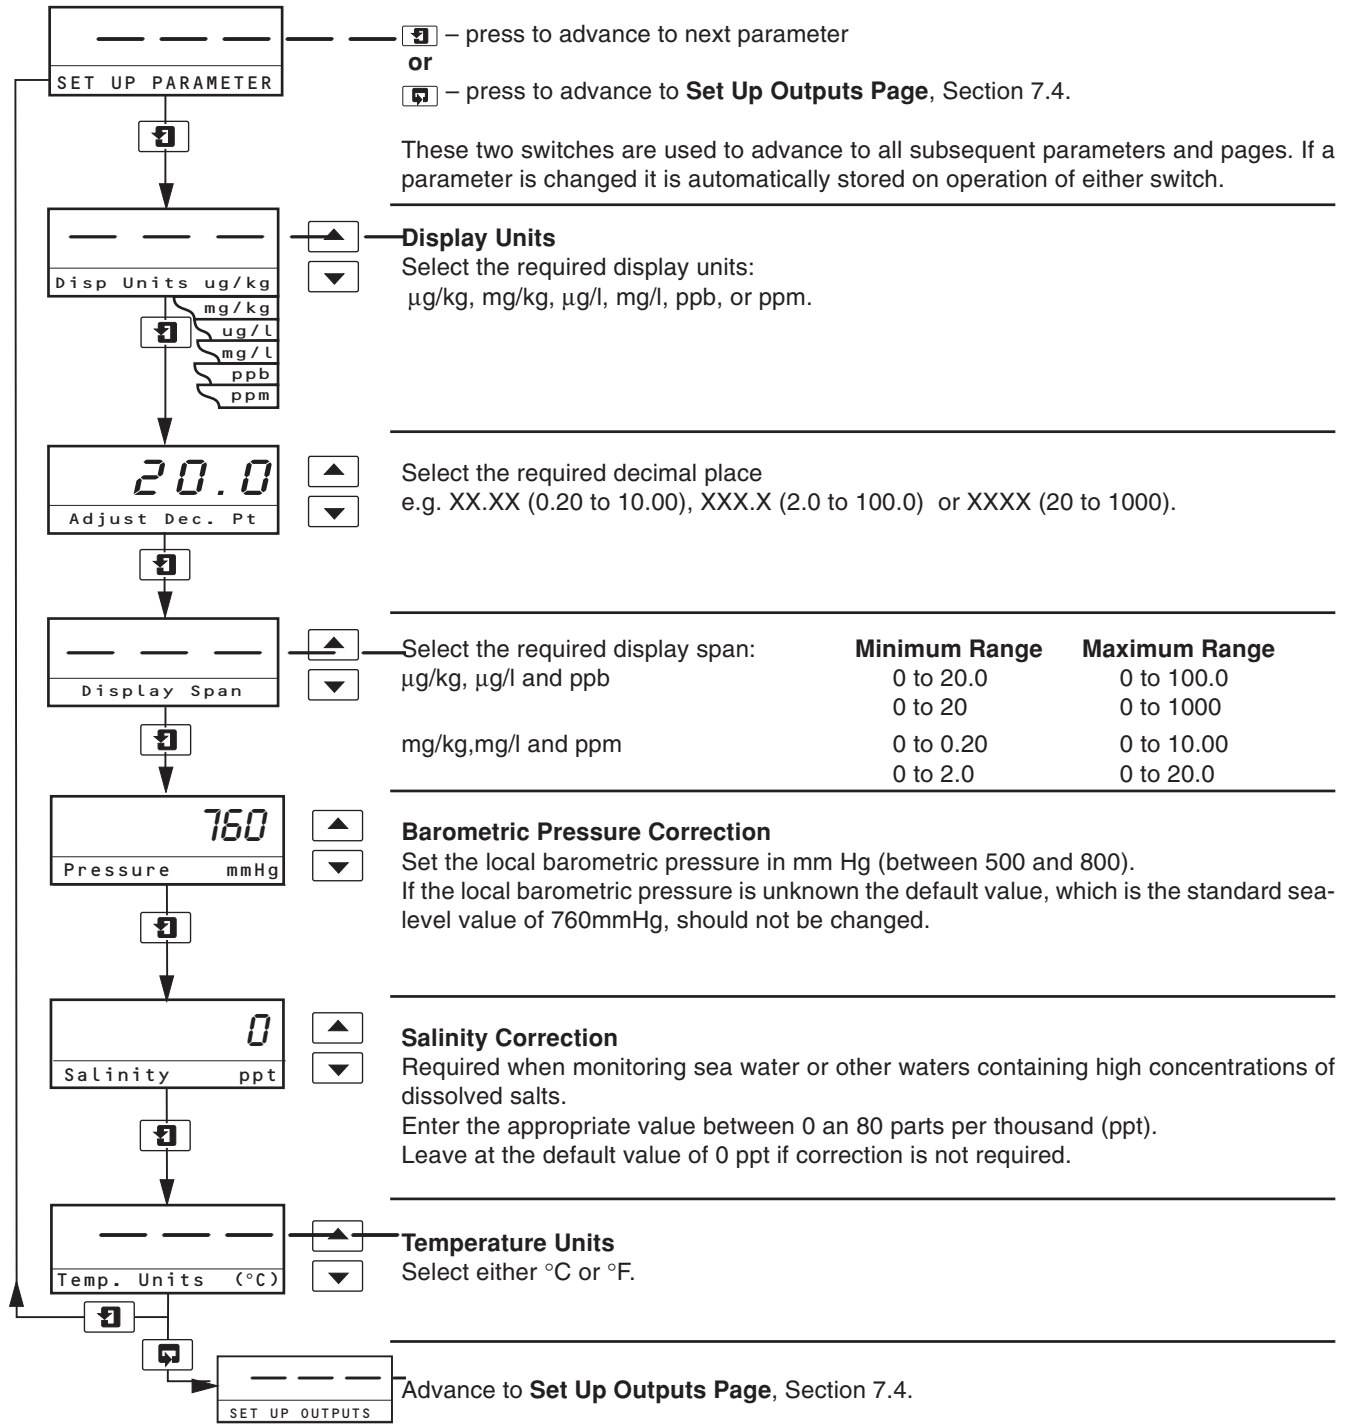 – press to advance to next parameter
or
SET UP PARAMETER
– press to advance to Set Up Outputs Page, Section 7.4.
These two switches are used to advance to all subsequent parameters and pages. If a
parameter is changed it is automatically stored on operation of either switch.
Display Units
Select the required display units:
Disp Units ug/kg
µg/kg, mg/kg, µg/l, mg/l, ppb, or ppm.
mg/kg
ug/l
mg/l
ppb
ppm
20.0
Adjust Dec. Pt
Select the required decimal place
e.g. XX.XX (0.20 to 10.00), XXX.X (2.0 to 100.0) or XXXX (20 to 1000).
Display Span
Select the required display span: Minimum Range Maximum Range
µg/kg, µg/l and ppb 0 to 20.0 0 to 100.0
0 to 20 0 to 1000
mg/kg,mg/l and ppm 0 to 0.20 0 to 10.00
0 to 2.0 0 to 20.0
760
Pressure mmHg
Barometric Pressure Correction
Set the local barometric pressure in mm Hg (between 500 and 800).
If the local barometric pressure is unknown the default value, which is the standard sea-
level value of 760mmHg, should not be changed.
0
Salinity ppt
Salinity Correction
Required when monitoring sea water or other waters containing high concentrations of
dissolved salts.
Enter the appropriate value between 0 an 80 parts per thousand (ppt).
Leave at the default value of 0 ppt if correction is not required.
Temp. Units (°C)
Temperature Units
Select either °C or °F.
SET UP OUTPUTS
Advance to Set Up Outputs Page, Section 7.4.